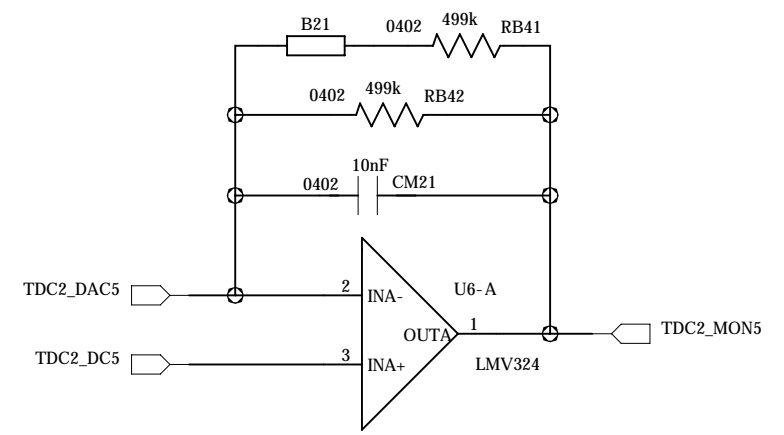 B21
0402
499k
RB41
0402
499k
RB42
0402
10nF
CM21
TDC2_DAC5
2
INA-
U6-A
OUTA
1
TDC2_MON5
TDC2_DC5
3
INA+
LMV324